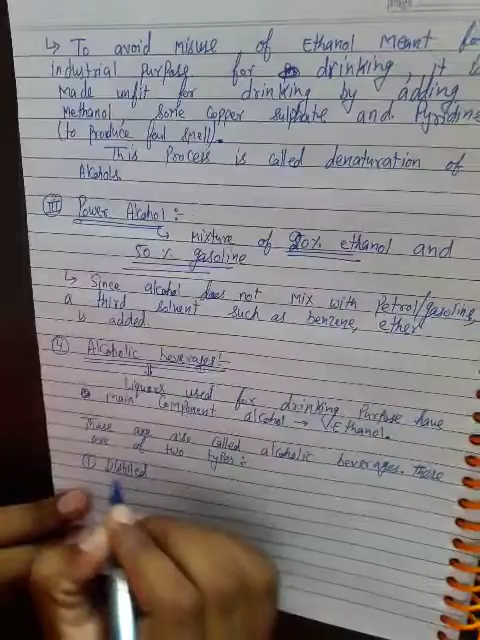 ↳ To avoid misuse of Ethanol meant fo
industrial purpose for drinking, it i
made unfit for drinking by adding
Methanol some copper sulphate and Pyridine
(to produce foul smell).
This Process is called denaturation of
Alkohols.
III Power Alcohol :-
↳ mixture of 20% ethanol and
50 % gasoline
↳ Since alcohol does not mix with petrol/gasoline,
a third solvent such as benzene, ether
is added.
④ Alcoholic beverages:-
Liquors used for drinking Purpose have
main component alcohol → Ethanol.
These are also called alcoholic beverages. These
are of two types:-
① Distilled